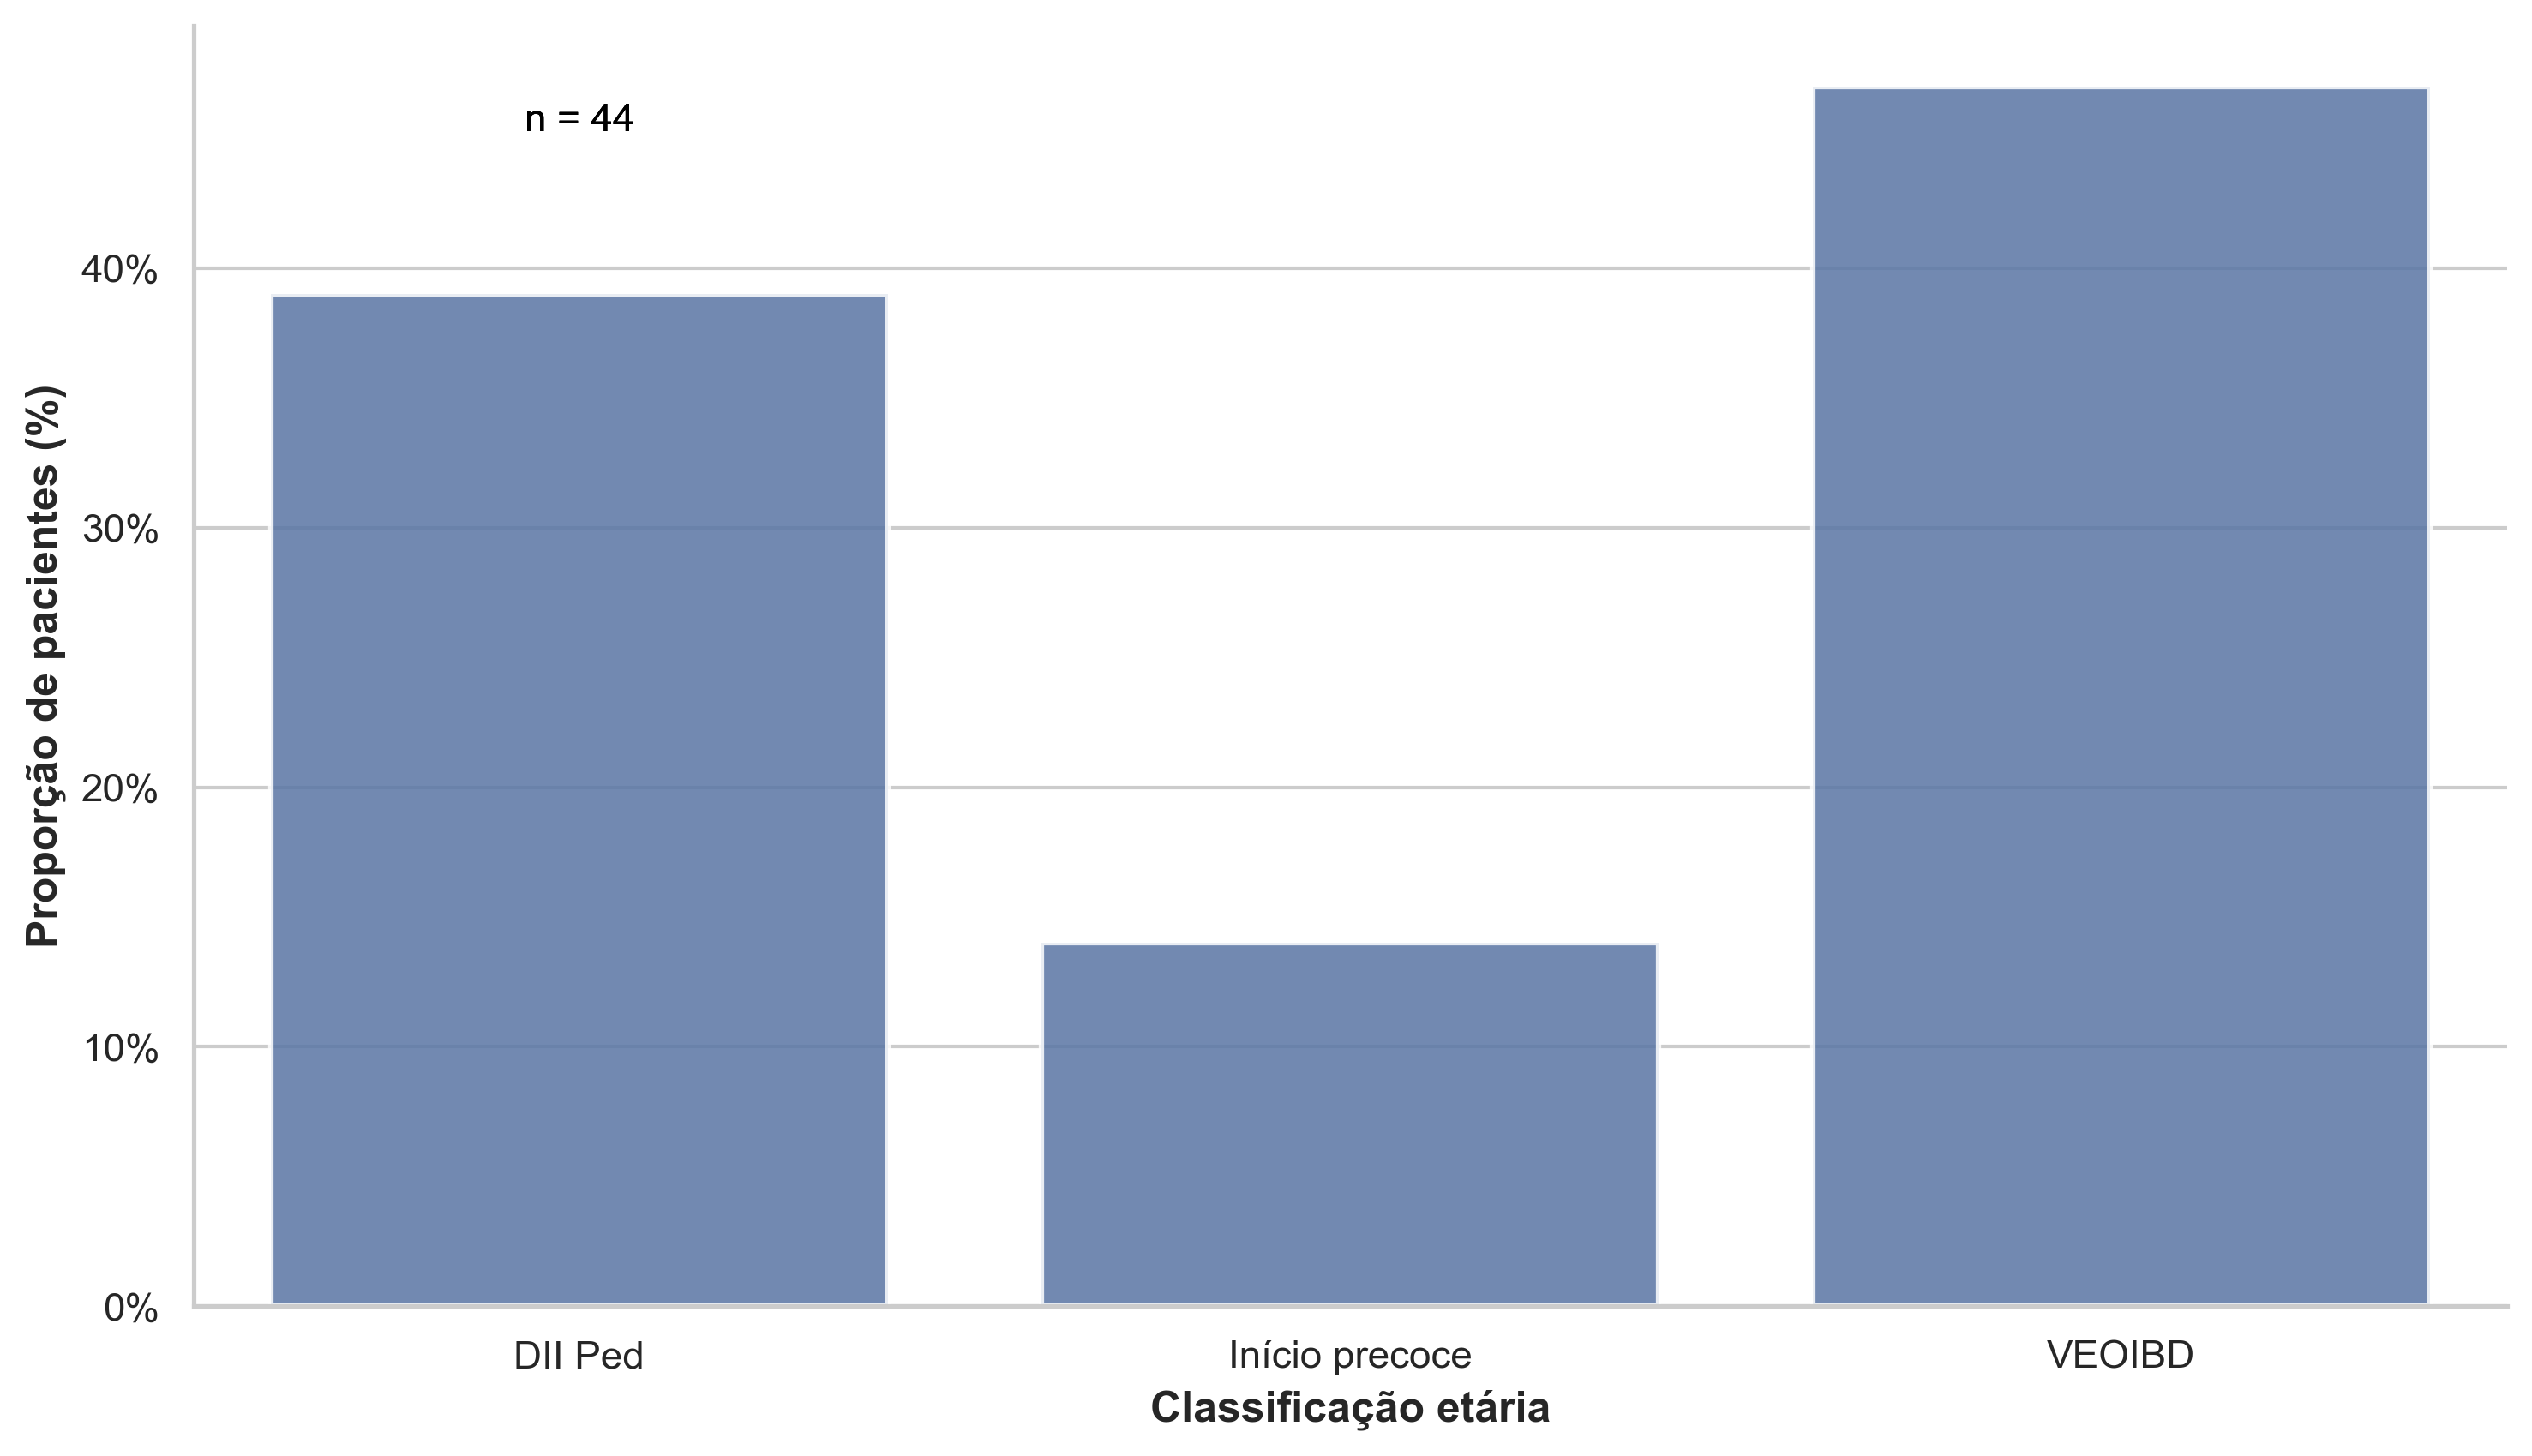 n = 44
Proporção de pacientes (%)
40%
30%
20%
10%
0%
DII Ped
Início precoce
VEOIBD
Classificação etária